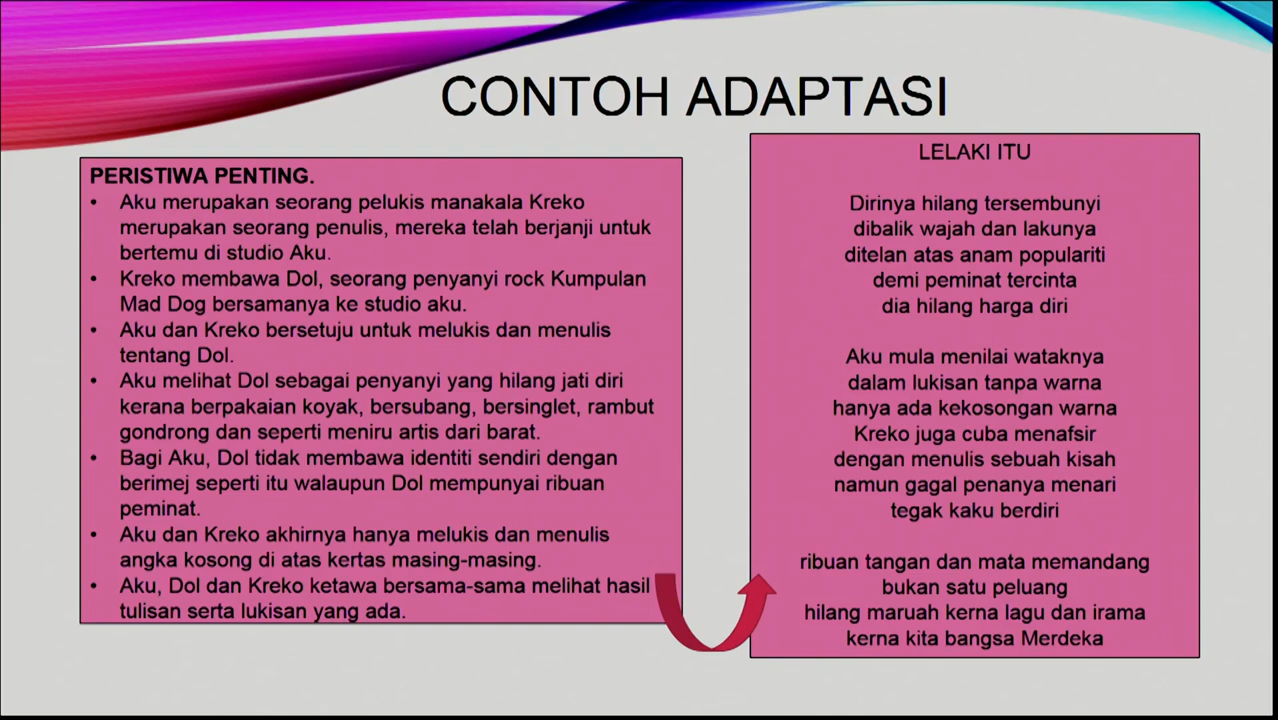 CONTOH ADAPTASI
PERISTIWA PENTING.
• Aku merupakan seorang pelukis manakala Kreko
merupakan seorang penulis, mereka telah berjanji untuk
bertemu di studio Aku.
• Kreko membawa Dol, seorang penyanyi rock Kumpulan
Mad Dog bersamanya ke studio aku.
• Aku dan Kreko bersetuju untuk melukis dan menulis
tentang Dol.
• Aku melihat Dol sebagai penyanyi yang hilang jati diri
kerana berpakaian koyak, bersubang, bersinglet, rambut
gondrong dan seperti meniru artis dari barat.
• Bagi Aku, Dol tidak membawa identiti sendiri dengan
berimej seperti itu walaupun Dol mempunyai ribuan
peminat.
• Aku dan Kreko akhirnya hanya melukis dan menulis
angka kosong di atas kertas masing-masing.
• Aku, Dol dan Kreko ketawa bersama-sama melihat hasil
tulisan serta lukisan yang ada.
LELAKI ITU
Dirinya hilang tersembunyi
dibalik wajah dan lakunya
ditelan atas anam populariti
demi peminat tercinta
dia hilang harga diri
Aku mula menilai wataknya
dalam lukisan tanpa warna
hanya ada kekosongan warna
Kreko juga cuba menafsir
dengan menulis sebuah kisah
namun gagal penanya menari
tegak kaku berdiri
ribuan tangan dan mata memandang
bukan satu peluang
hilang maruah kerna lagu dan irama
kerna kita bangsa Merdeka